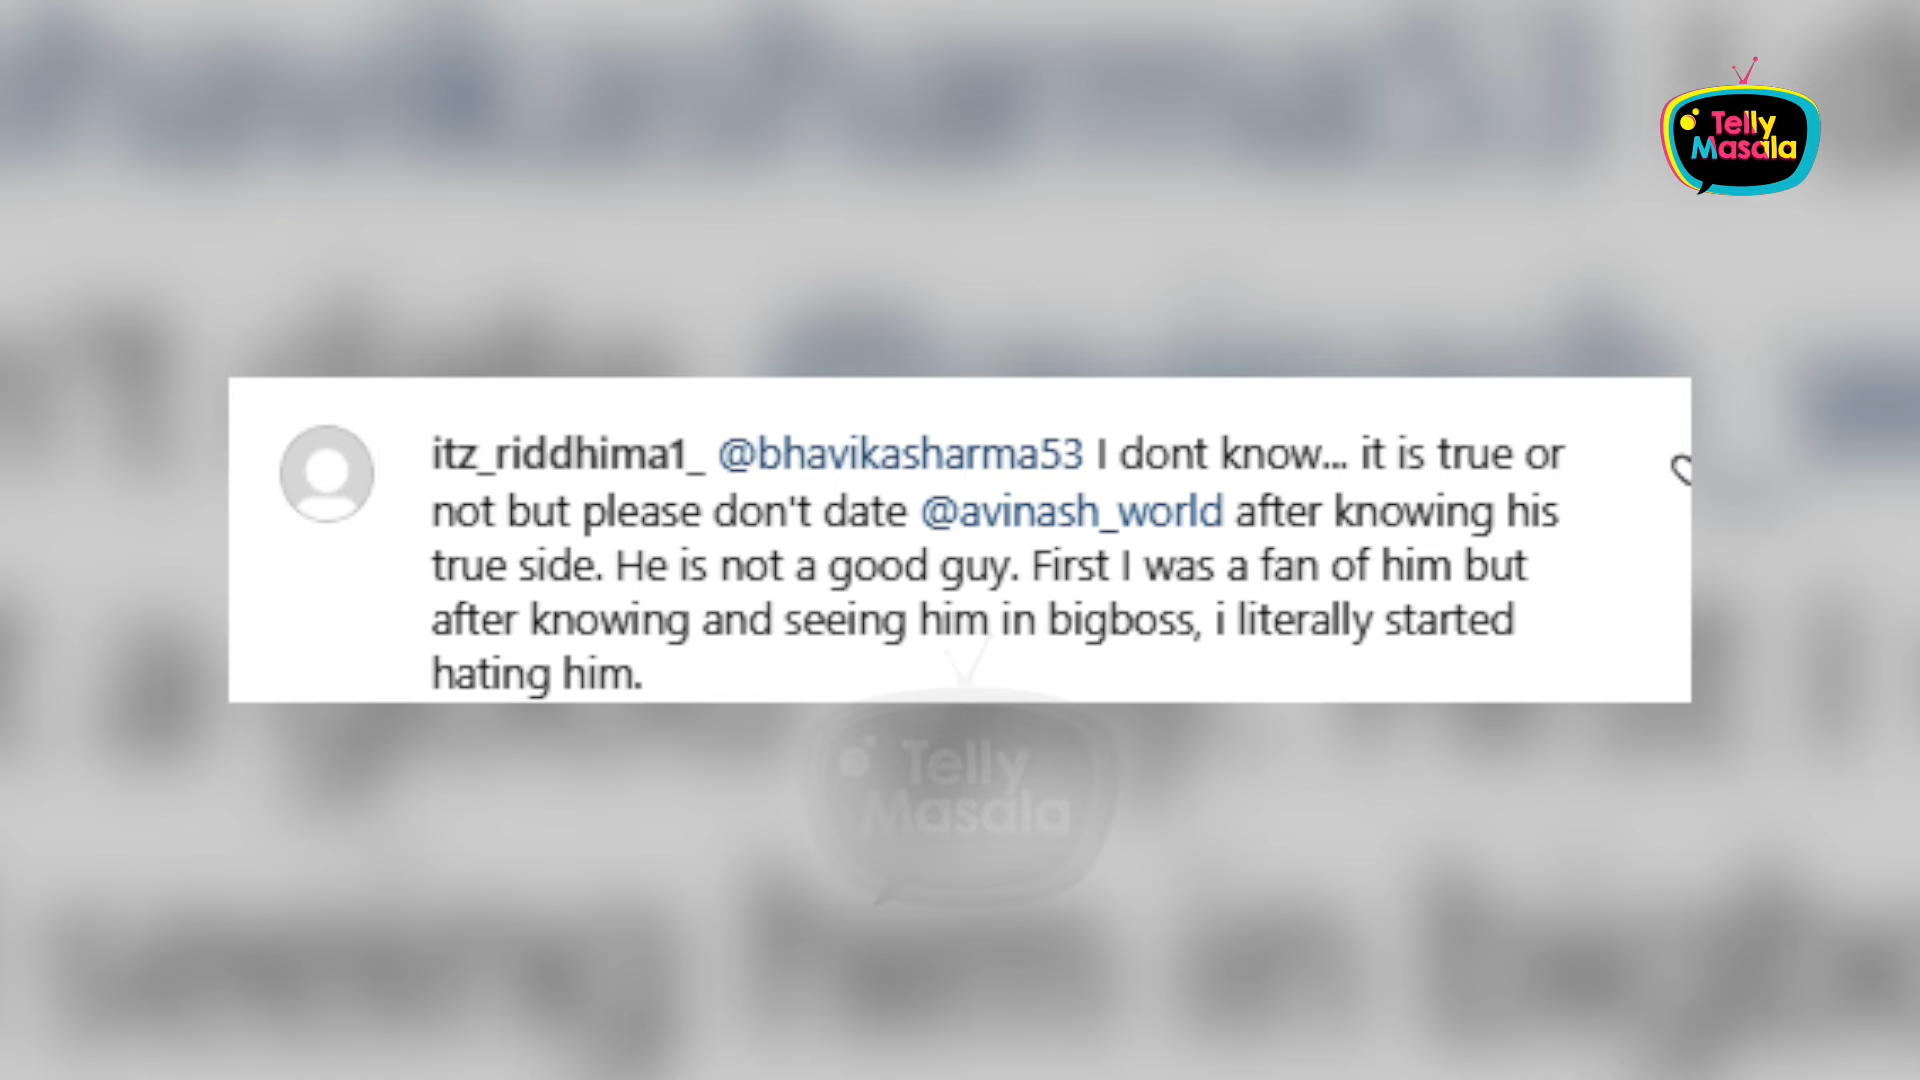 Telly
Masala
itz_riddhima1_ @bhavikasharma53 I dont know... it is true or
not but please don't date @avinash_world after knowing his
true side. He is not a good guy. First I was a fan of him but
after knowing and seeing him in bigboss, i literally started
hating him.
Telly
Masala